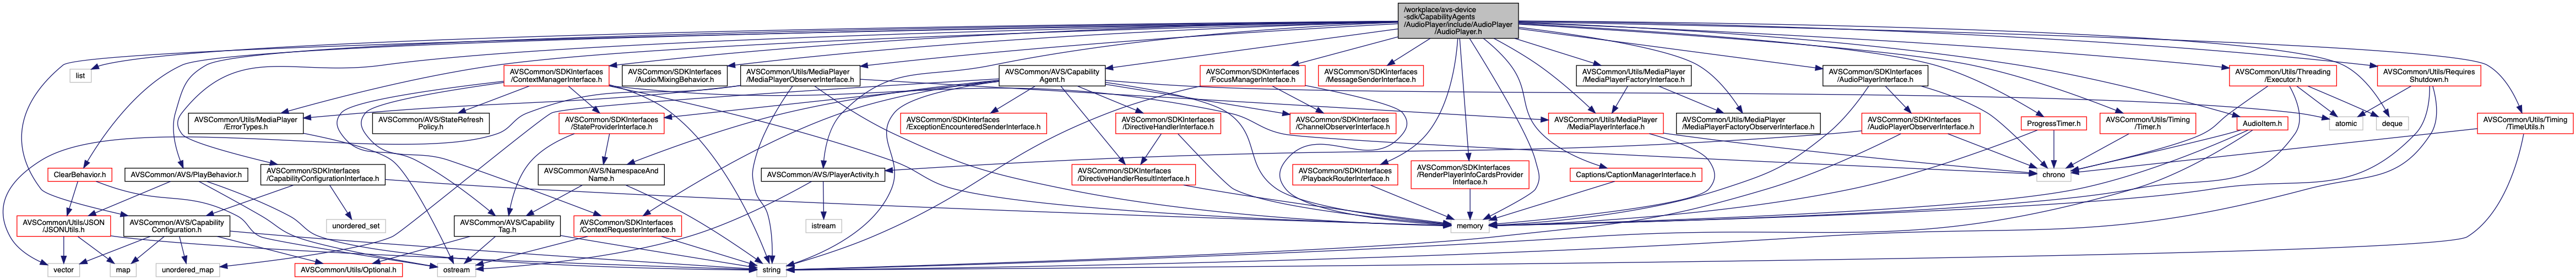 /workplace/avs-device
-sdk/CapabilityAgents
/AudioPlayer/include/AudioPlayer
/AudioPlayer.h
list
AVSCommon/SDKInterfaces
/ContextManagerInterface.h
AVSCommon/SDKInterfaces
/Audio/MixingBehavior.h
AVSCommon/Utils/MediaPlayer
/MediaPlayerObserverInterface.h
AVSCommon/AVS/Capability
Agent.h
AVSCommon/SDKInterfaces
/FocusManagerInterface.h
AVSCommon/SDKInterfaces
/MessageSenderInterface.h
AVSCommon/Utils/MediaPlayer
/MediaPlayerFactoryInterface.h
AVSCommon/SDKInterfaces
/AudioPlayerInterface.h
AVSCommon/Utils/Threading
/Executor.h
AVSCommon/Utils/Requires
Shutdown.h
AVSCommon/Utils/MediaPlayer
/ErrorTypes.h
AVSCommon/AVS/StateRefresh
Policy.h
AVSCommon/SDKInterfaces
/StateProviderInterface.h
AVSCommon/SDKInterfaces
/ExceptionEncounteredSenderInterface.h
AVSCommon/SDKInterfaces
/DirectiveHandlerInterface.h
AVSCommon/SDKInterfaces
/ChannelObserverInterface.h
AVSCommon/Utils/MediaPlayer
/MediaPlayerInterface.h
AVSCommon/Utils/MediaPlayer
/MediaPlayerFactoryObserverInterface.h
AVSCommon/SDKInterfaces
/AudioPlayerObserverInterface.h
ProgressTimer.h
AVSCommon/Utils/Timing
/Timer.h
AudioItem.h
atomic
deque
AVSCommon/Utils/Timing
/TimeUtils.h
ClearBehavior.h
AVSCommon/AVS/PlayBehavior.h
AVSCommon/SDKInterfaces
/CapabilityConfigurationInterface.h
AVSCommon/AVS/NamespaceAnd
Name.h
AVSCommon/AVS/PlayerActivity.h
AVSCommon/SDKInterfaces
/DirectiveHandlerResultInterface.h
AVSCommon/SDKInterfaces
/PlaybackRouterInterface.h
AVSCommon/SDKInterfaces
/RenderPlayerInfoCardsProvider
Interface.h
Captions/CaptionManagerInterface.h
chrono
AVSCommon/Utils/JSON
/JSONUtils.h
AVSCommon/AVS/Capability
Configuration.h
unordered_set
AVSCommon/AVS/Capability
Tag.h
AVSCommon/SDKInterfaces
/ContextRequesterInterface.h
istream
memory
vector
map
unordered_map
AVSCommon/Utils/Optional.h
ostream
string